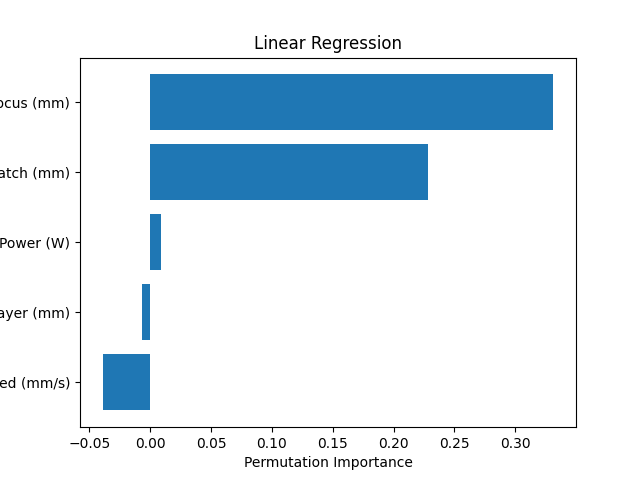 Linear Regression
ocus (mm)
atch (mm)
Power (W)
ayer (mm)
ed (mm/s)
−0.05 0.00 0.05 0.10 0.15 0.20 0.25 0.30
Permutation Importance